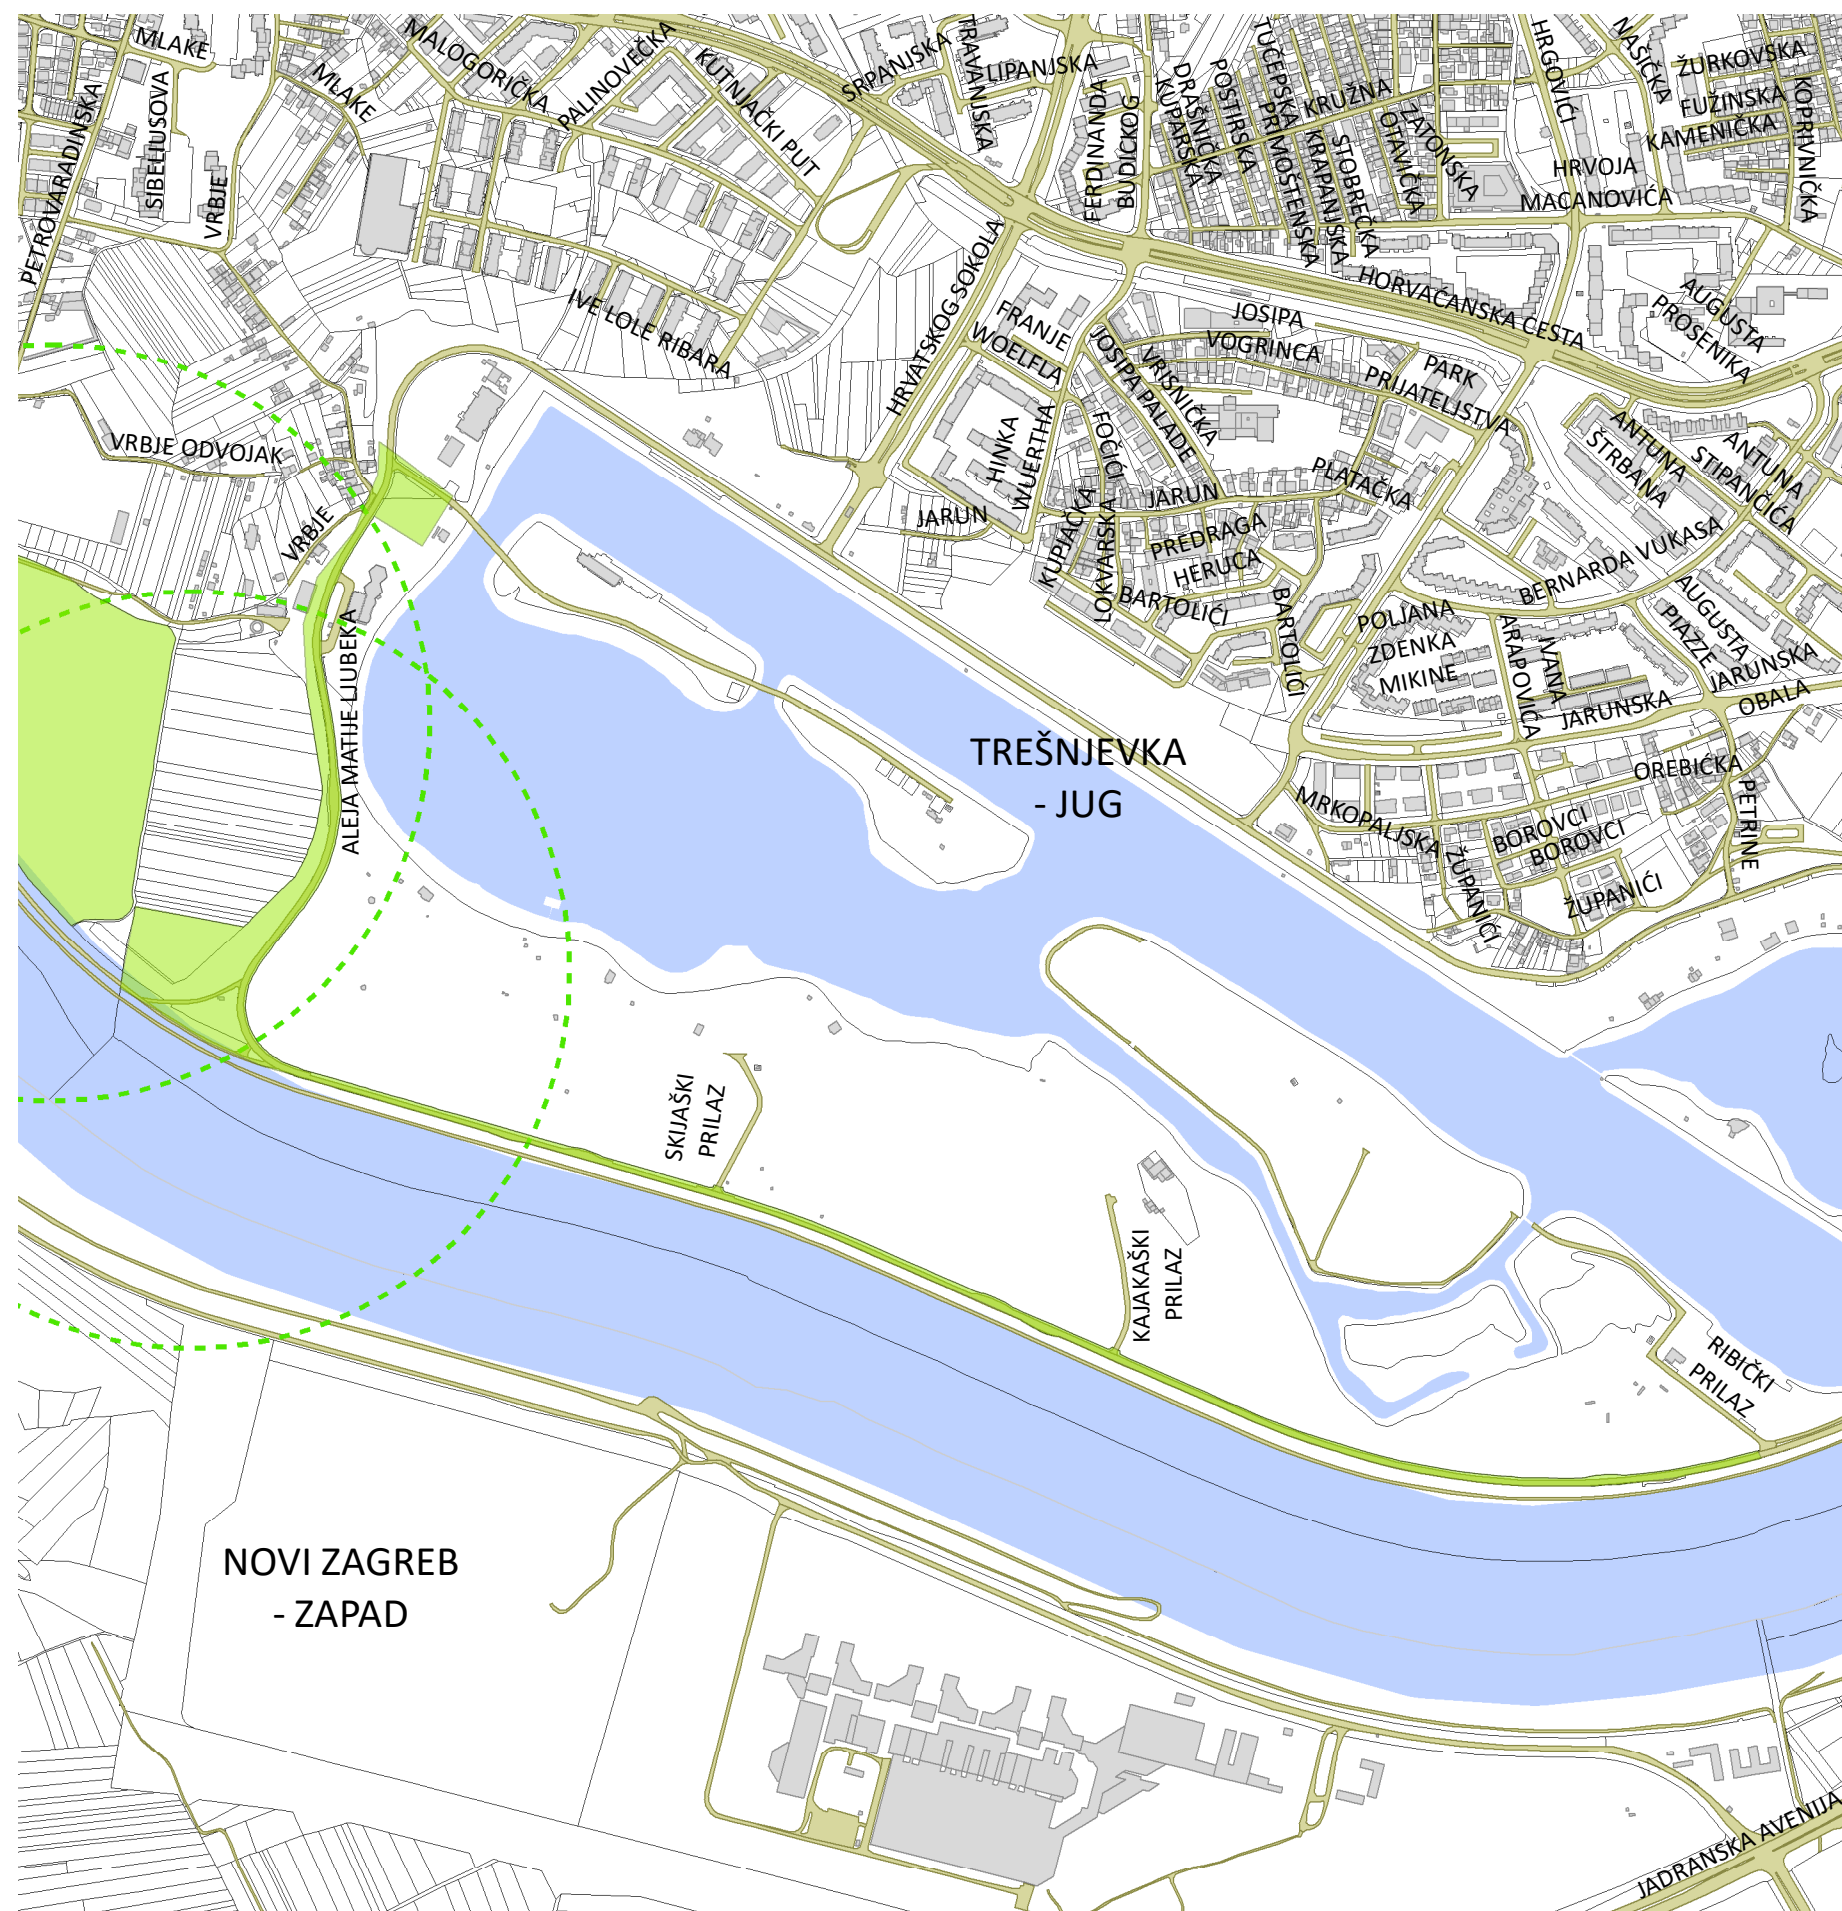 MLAKE
MALOGORIČKA
PALINOVEČKA
KUTNJAČKI PUT
SRPANJSKA
TRAVANJSKA
LIPANJSKA
FERDINANDA
BUDICKOG
KUPARSKA
DRAŠNIČKA
POSTIRSKA
TUČEPSKA
PRIMOŠTENSKA
KRUŽNA
KRAPANJSKA
STOBREČKA
OTAVIČKA
ZATONSKA
HRGOVIĆI
NAŠIČKA
ŽURKOVSKA
FUŽINSKA
KAMENIČKA
KOPRIVNIČKA
HRVOJA
MACANOVIĆA
PETROVARADINSKA
SIBELIUSOVA
VRBJE
MLAKE
IVE LOLE RIBARA
HRVATSKOG SOKOLA
FRANJE
WOELFLA
JOSIPA
VOGRINCA
HORVAĆANSKA CESTA
AUGUSTA
PROSENIKA
PARK
PRIJATELJSTVA
JOSIPA PALADE
VRISNIČKA
HINKA
WUERTHA
FOČIĆI
VRBJE ODVOJAK
VRBJE
JARUN
JARUN
KUPJAČKA
LOKVARSKA
PREDRAGA
HERUCA
BARTOLIĆI
BARTOLIĆI
PLATAČKA
ANTUNA
ŠTRBANA
ANTUNA
STIPANČIĆA
BERNARDA VUKASA
AUGUSTA
PIAZZE
POLJANA
ZDENKA
MIKINE
ARAPOVIĆA
IVANA
JARUNSKA
JARUNSKA
OBALA
OREBIĆKA
PETRINE
MRKOPALJSKA
BOROVCI
BOROVCI
ŽUPANIĆI
ŽUPANIĆI
ALEJA MATIJE LJUBEKA
TREŠNJEVKA
- JUG
SKIJAŠKI
PRILAZ
KAJAKAŠKI
PRILAZ
RIBIČKI
PRILAZ
NOVI ZAGREB
- ZAPAD
JADRANSKA AVENIJA